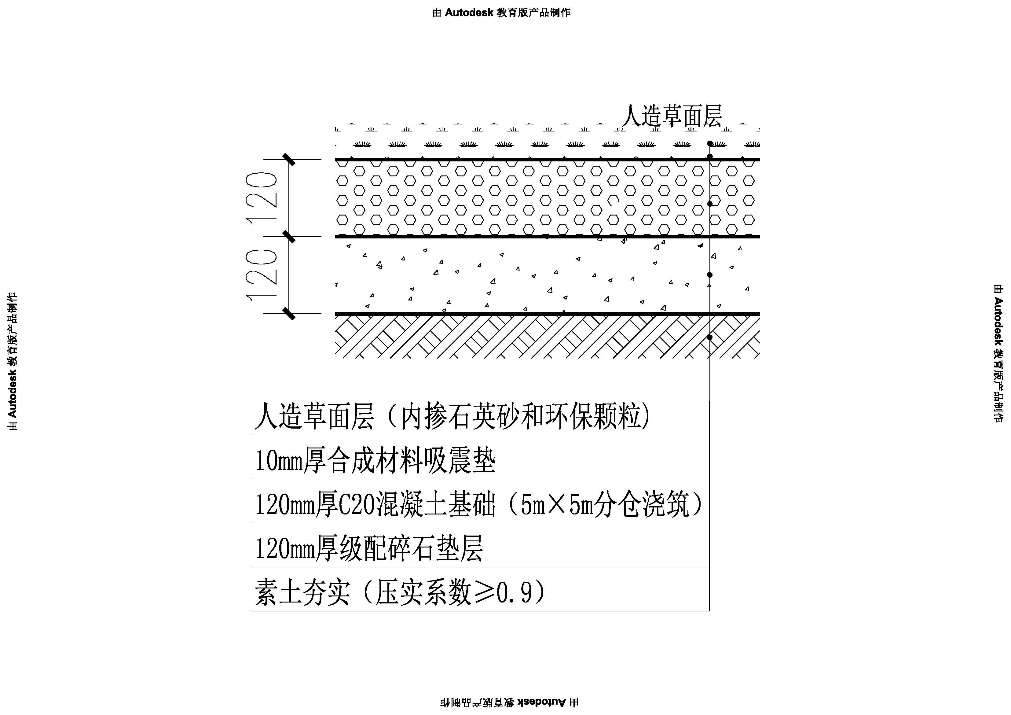 由 Autodesk 教育版产品制作
人造草面层
120
120
由 Autodesk 教育版产品制作
由 Autodesk 教育版产品制作
人造草面层（内掺石英砂和环保颗粒)
10mm厚合成材料吸震垫
120mm厚C20混凝土基础（5m×5m分仓浇筑）
120mm厚级配碎石垫层
素土夯实（压实系数≥0.9）
由 Autodesk 教育版产品制作